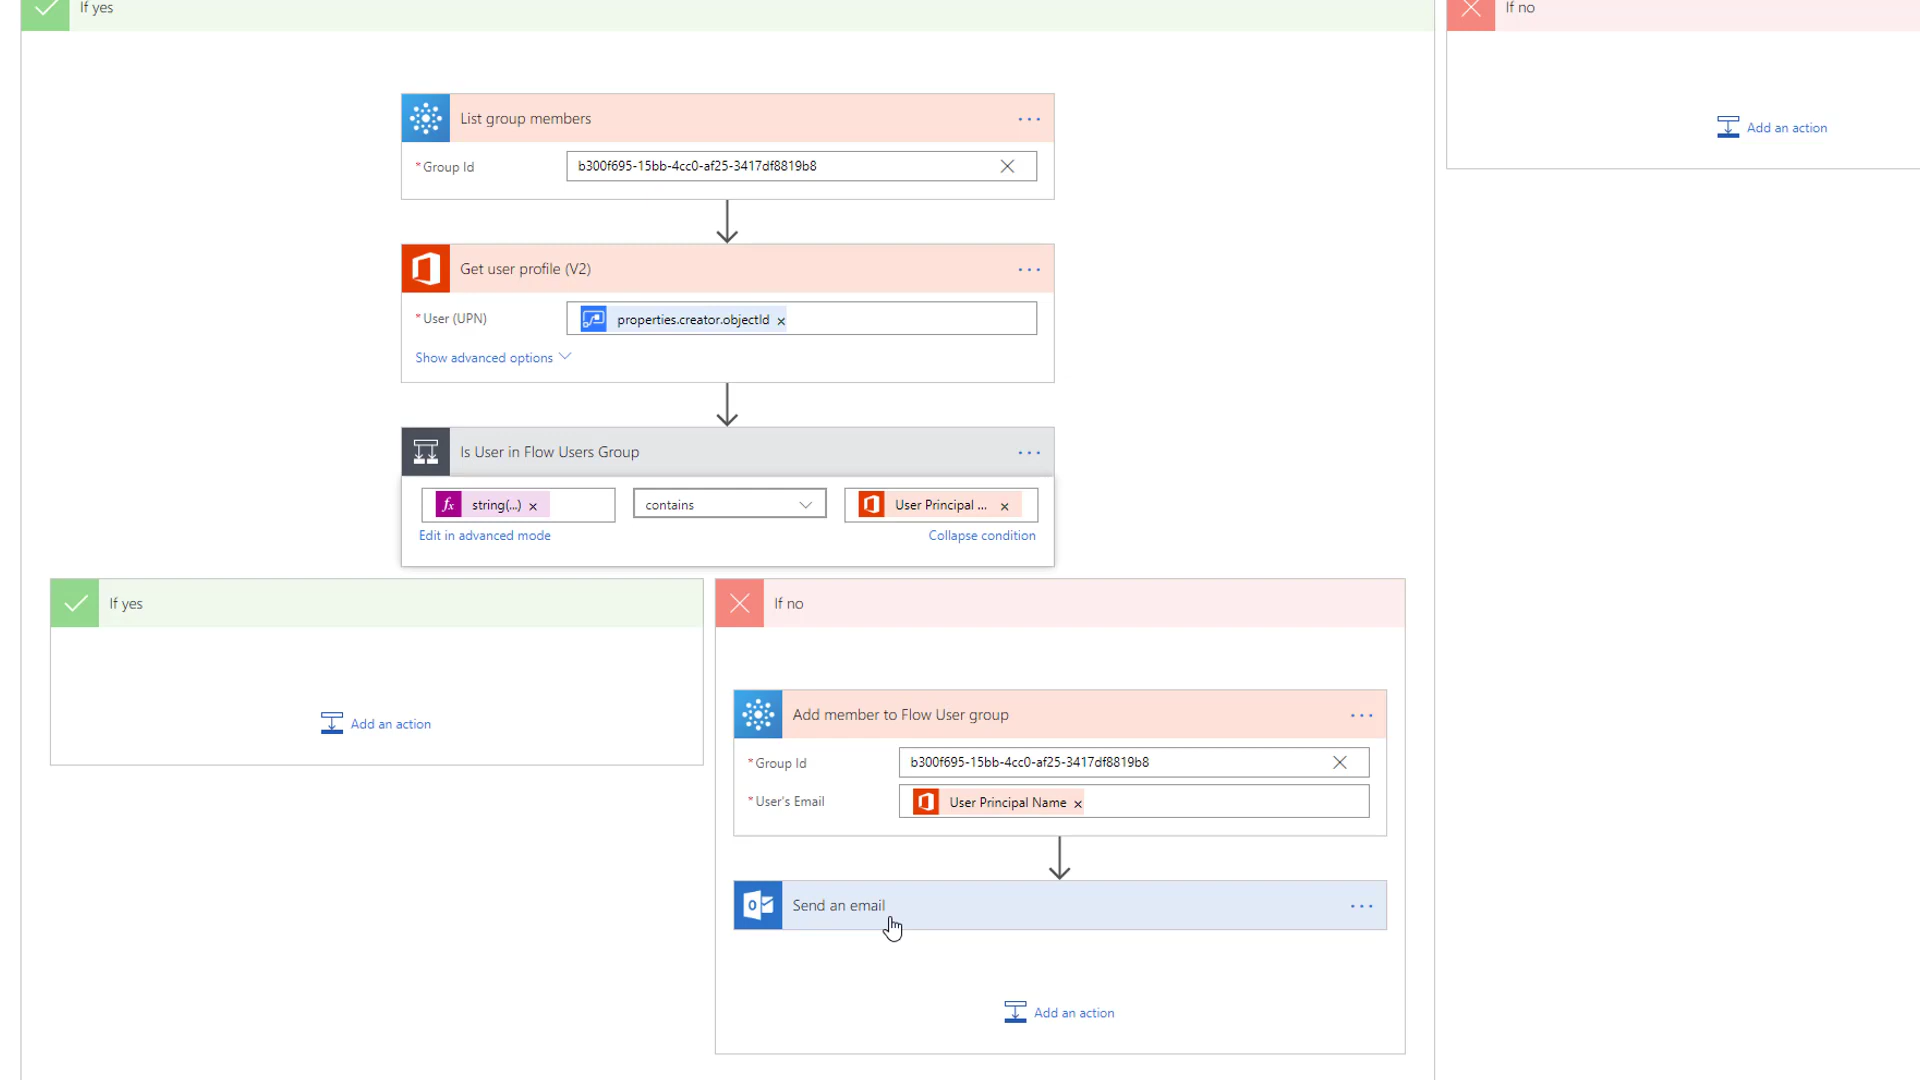 If yes
If no
Add an action
List group members
...
*Group Id
b300f695-15bb-4cc0-af25-3417df8819b8
Get user profile (V2)
...
*User (UPN)
properties.creator.objectId ×
Show advanced options
Is User in Flow Users Group
...
fx string(...) ×
contains
User Principal ... ×
Edit in advanced mode
Collapse condition
If yes
If no
Add an action
Add member to Flow User group
...
*Group Id
b300f695-15bb-4cc0-af25-3417df8819b8
*User's Email
User Principal Name ×
Send an email
...
Add an action